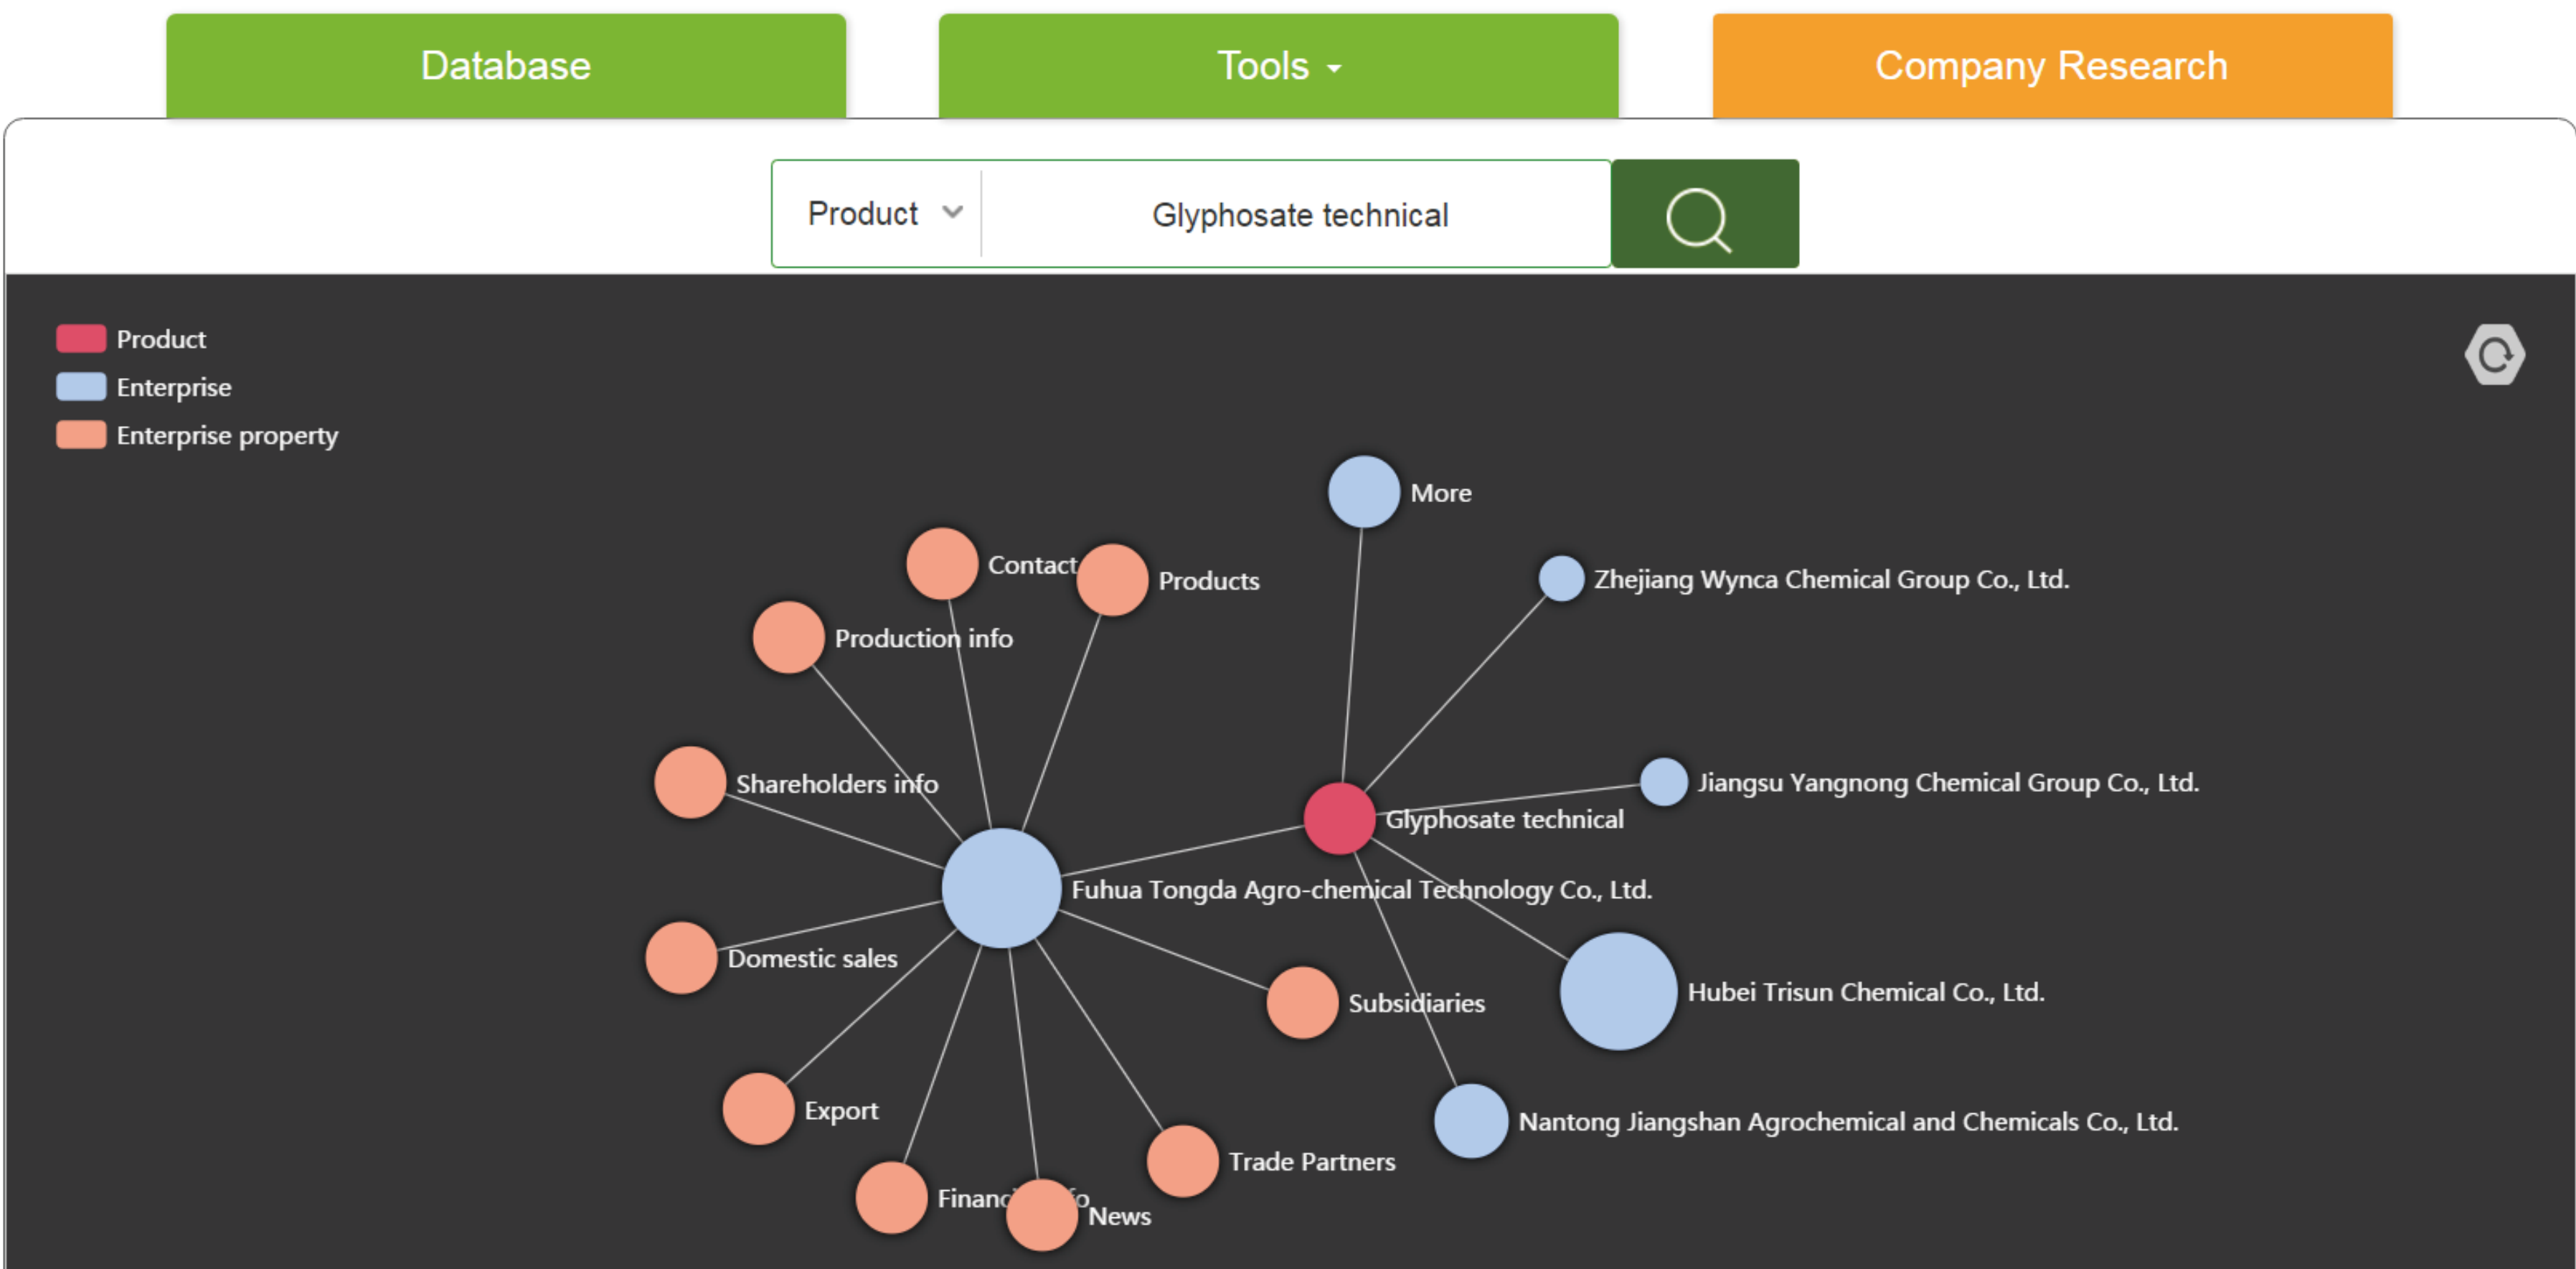 Database
Tools
Company Research
Product
Glyphosate technical
Product
Enterprise
Enterprise property
More
Contact
Products
Zhejiang Wynca Chemical Group Co., Ltd.
Production info
Shareholders info
Jiangsu Yangnong Chemical Group Co., Ltd.
Glyphosate technical
Fuhua Tongda Agro-chemical Technology Co., Ltd.
Domestic sales
Subsidiaries
Hubei Trisun Chemical Co., Ltd.
Export
Nantong Jiangshan Agrochemical and Chemicals Co., Ltd.
Trade Partners
News